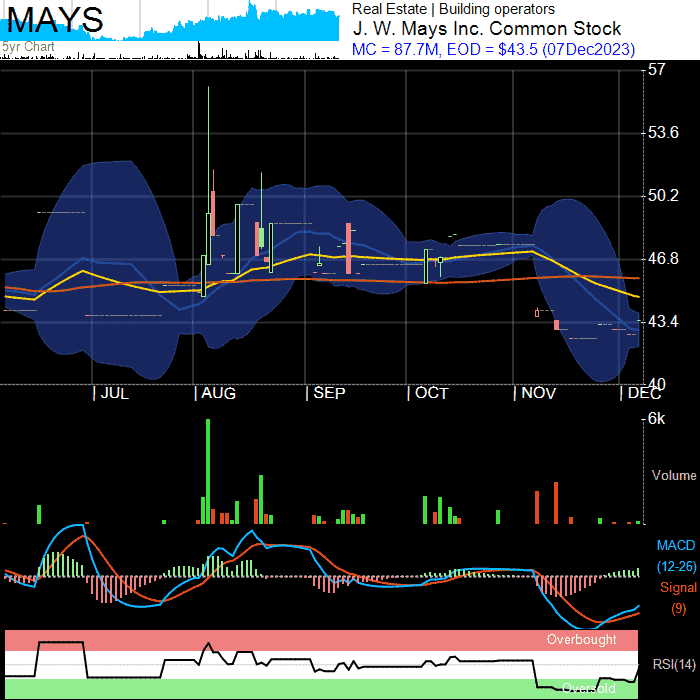 MAYS
5yr Chart
Real Estate | Building operators
J. W. Mays Inc. Common Stock
MC = 87.7M, EOD = $43.5 (07Dec2023)
57
53.6
50.2
46.8
43.4
40
| JUL | AUG | SEP | OCT | NOV | DEC
6k
Volume
MACD
(12-26)
Signal
(9)
Overbought
RSI(14)
Oversold